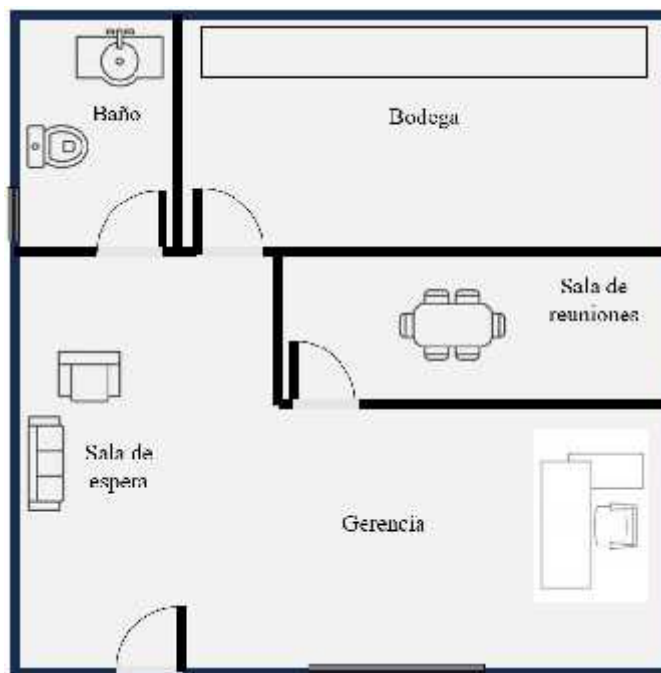 Baño
Bodega
Sala de
reuniones
Sala de
espera
Gerencia